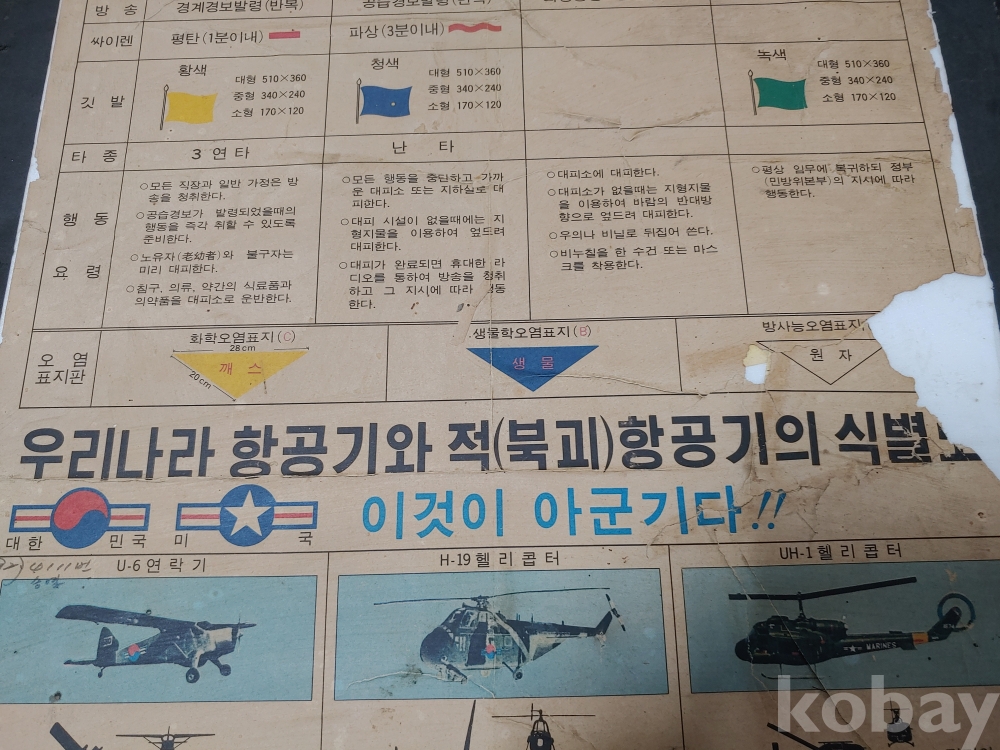 방 송 경계경보발령(반복)
싸이렌 평탄(1분이내) 파상(3분이내)
깃 발
황색
대형 510×360
중형 340×240
소형 170×120
청색
대형 510×360
중형 340×240
소형 170×120
녹색
대형 510×360
중형 340×240
소형 170×120
타 종 3 연 타 난 타
행 동
요 령
○모든 직장과 일반 가정은 방
송을 청취한다.
○공습경보가 발령되었을때의
행동을 즉각 취할 수 있도록
준비한다.
○노유자(老幼者)와 불구자는
미리 대피한다.
○침구, 의류, 약간의 식료품과
의약품을 대피소로 운반한다.
○모든 행동을 중단하고 가까
운 대피소 또는 지하실로 대
피한다.
○대피 시설이 없을때에는 지
형지물을 이용하여 엎드려
대피한다.
○대피가 완료되면 휴대한 라
디오를 통하여 방송을 청취
하고 그 지시에 따라 행동
한다.
○대피소에 대피한다.
○대피소가 없을때는 지형지물
을 이용하여 바람의 반대방
향으로 엎드려 대피한다.
○우의나 비닐로 뒤집어 쓴다.
○비누칠을 한 수건 또는 마스
크를 착용한다.
○평상 임무에 복귀하되 정부
(민방위본부)의 지시에따라
행동한다.
오 염
표지판
화학오염표지(C)
28cm
20cm
깨 스
생물학오염표지(B)
생 물
방사능오염표지
원 자
우리나라 항공기와 적(북괴)항공기의 식별
대한 민국 미 국
이것이 아군기다!!
U-6 연 락 기
H-19 헬 리 콥 터
UH-1 헬 리 콥 터
MARINES
kobay